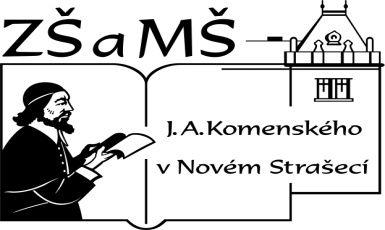 ZŠ a MŠ
J. A. Komenského
v Novém Strašecí